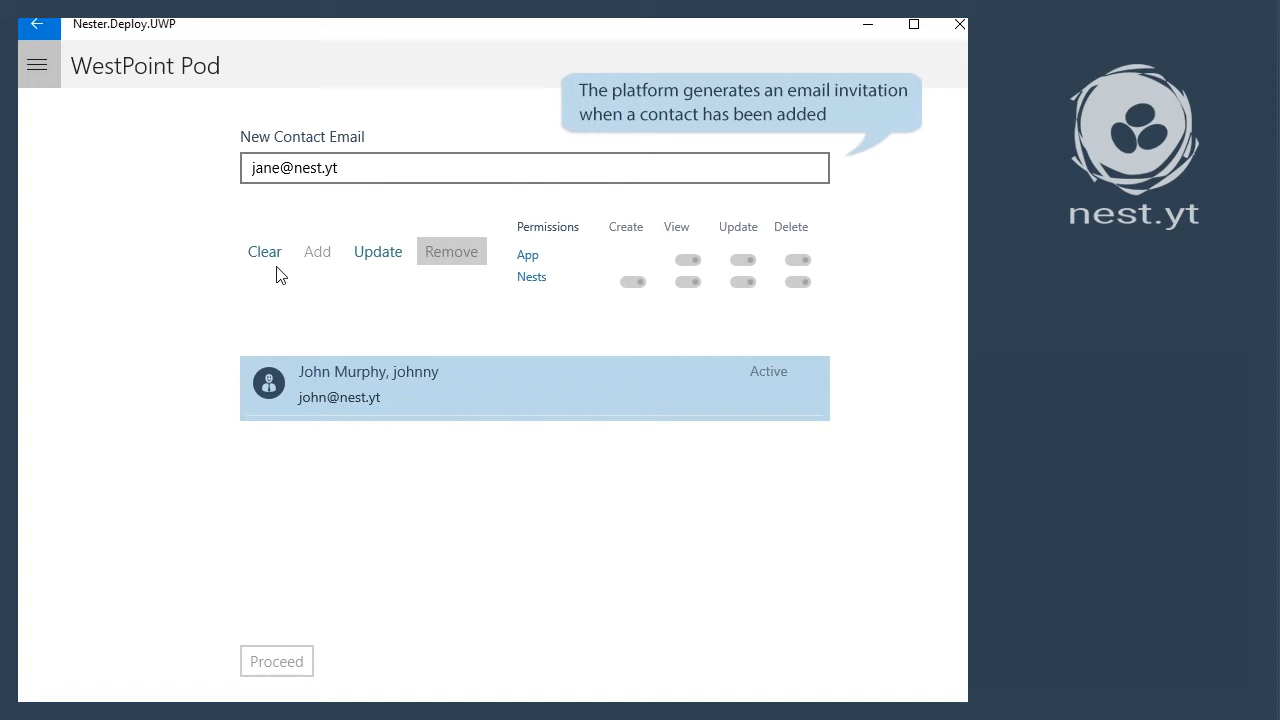 Nester.Deploy.UWP
WestPoint Pod
The platform generates an email invitation
when a contact has been added
nest.yt
New Contact Email
jane@nest.yt
Permissions Create View Update Delete
Clear Add Update Remove
App
Nests
John Murphy, johnny Active
john@nest.yt
Proceed